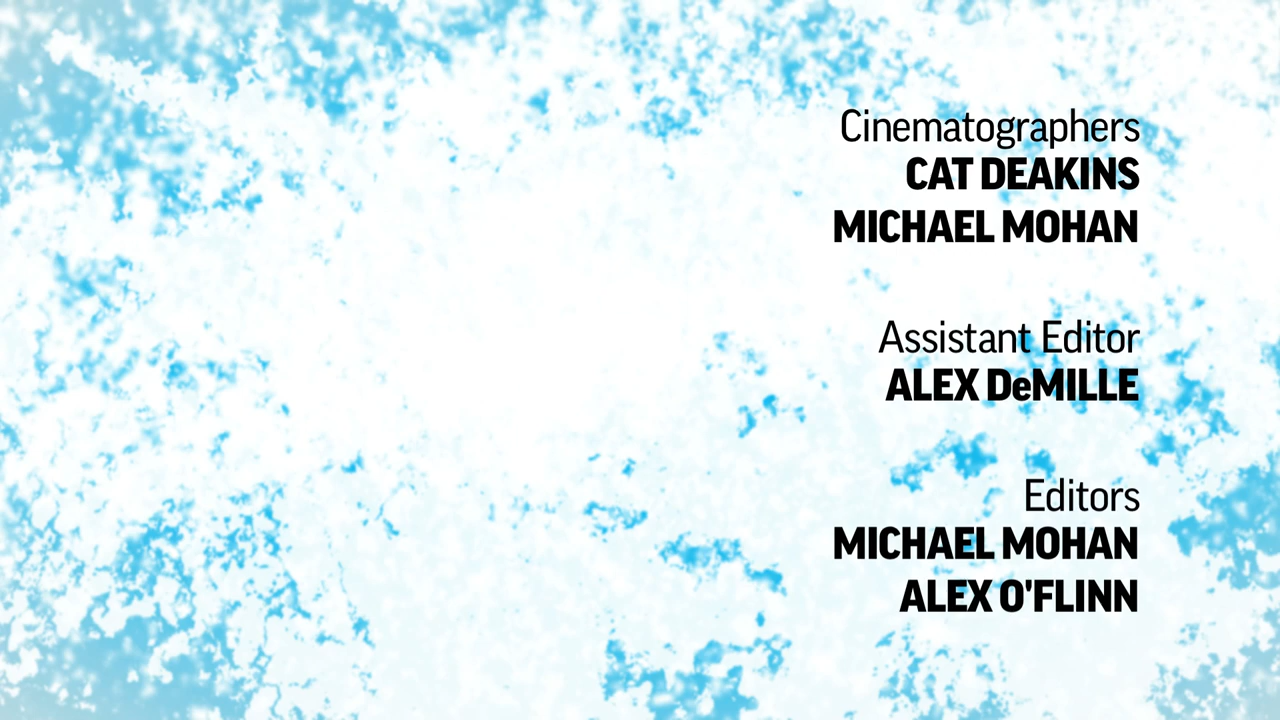 Cinematographers
CAT DEAKINS
MICHAEL MOHAN
Assistant Editor
ALEX DeMILLE
Editors
MICHAEL MOHAN
ALEX O'FLINN